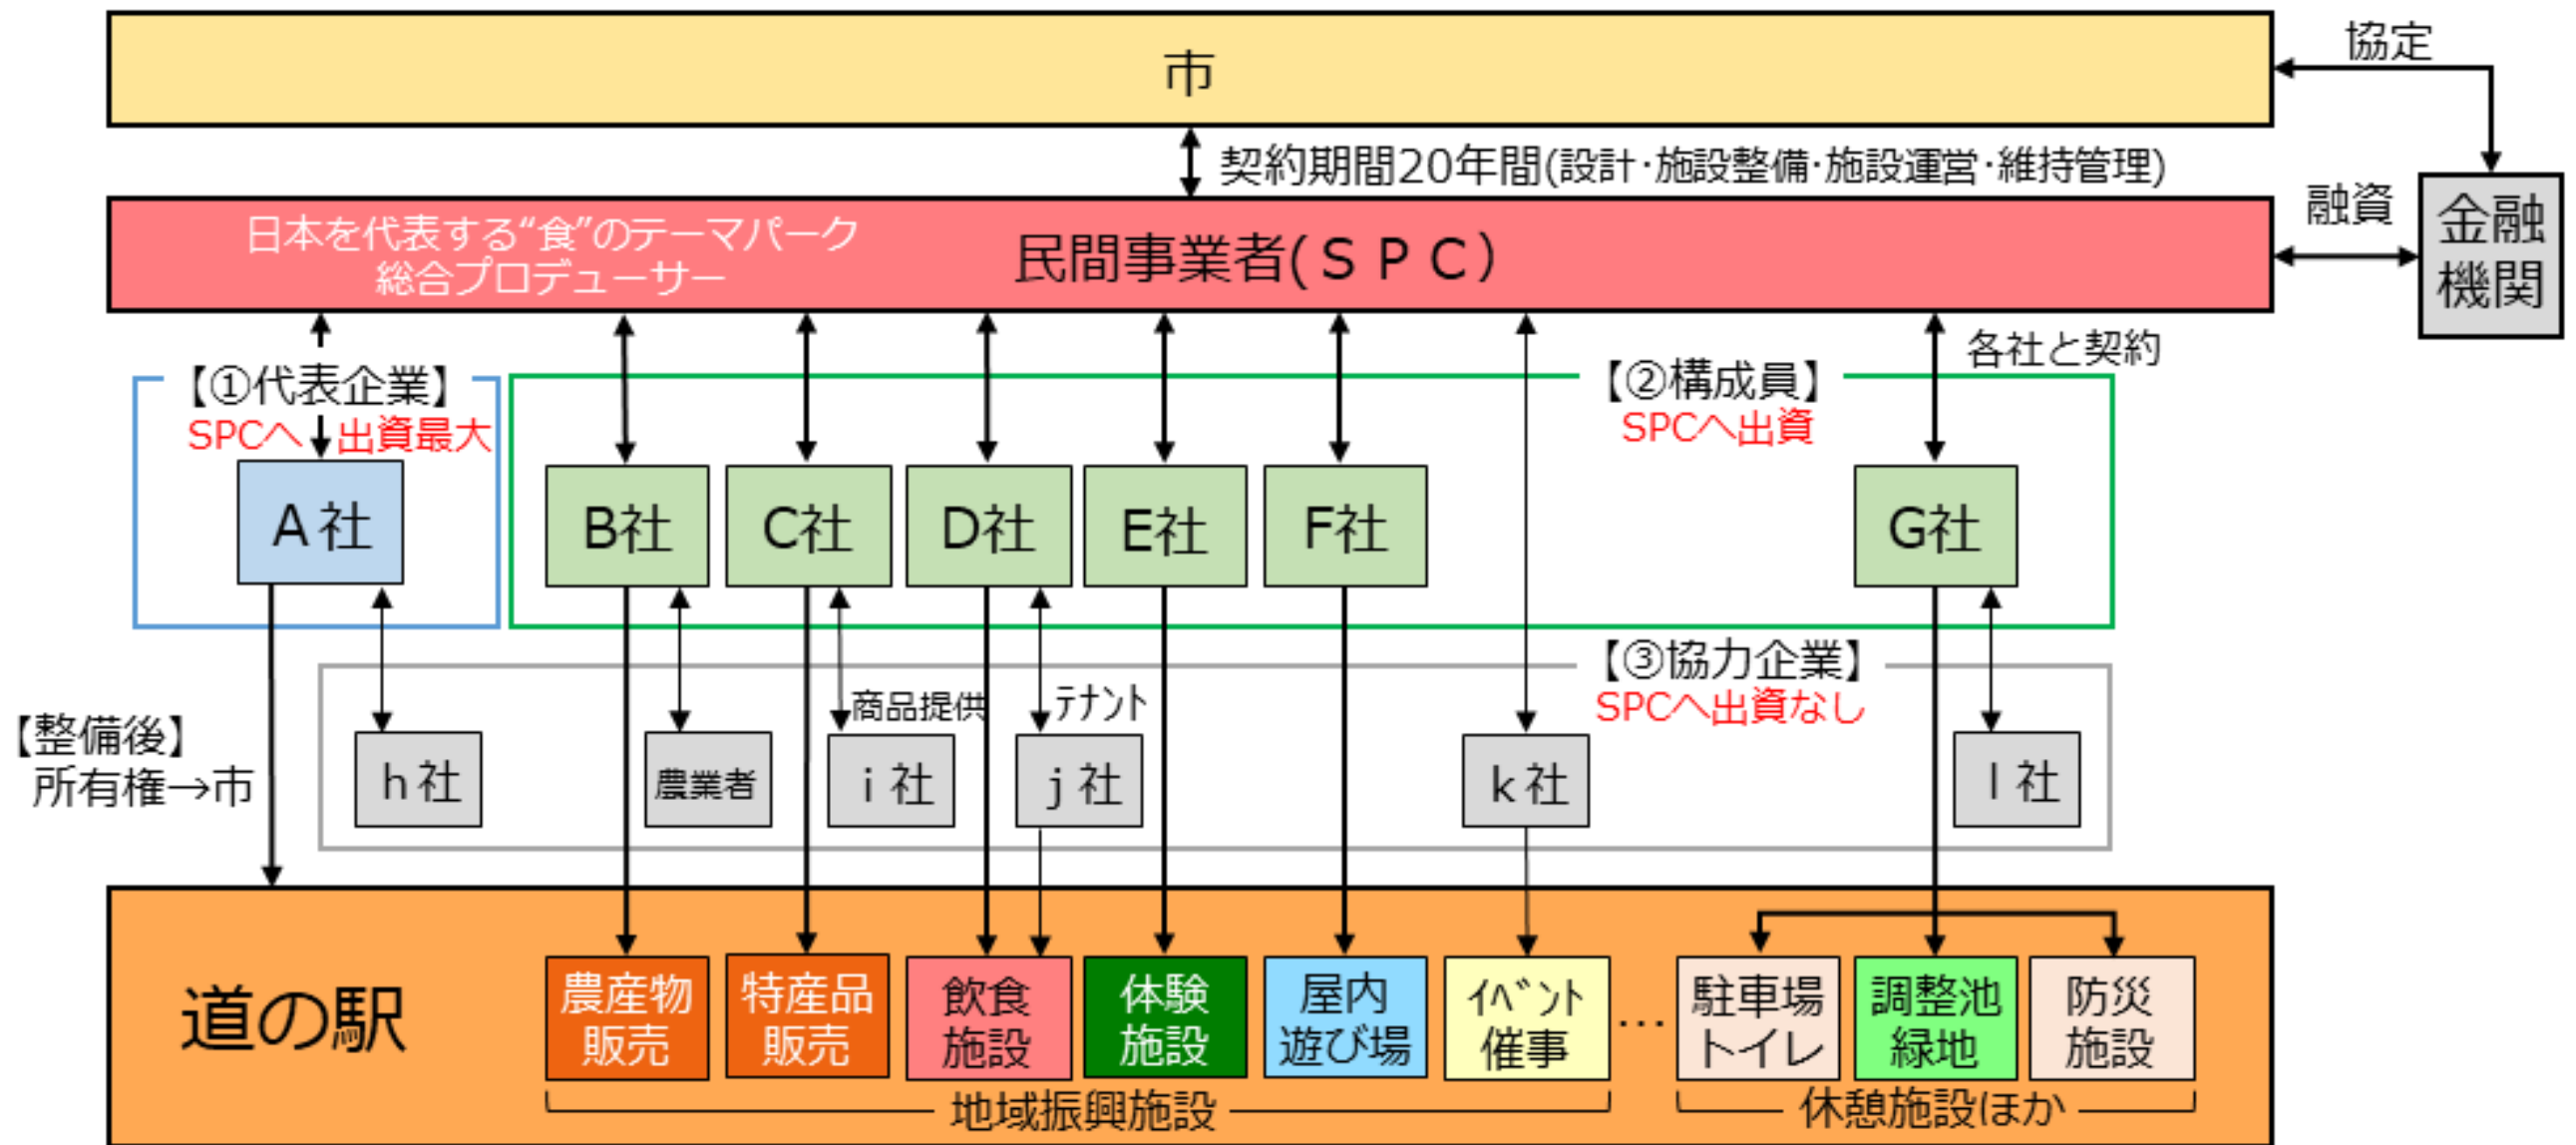 市
協定
契約期間20年間(設計・施設整備・施設運営・維持管理)
日本を代表する“食”のテーマパーク
総合プロデューサー
民間事業者(ＳＰＣ)
融資
金融
機関
各社と契約
【①代表企業】
SPCへ 出資最大
【②構成員】
SPCへ出資
A社
B社
C社
D社
E社
F社
G社
【③協力企業】
SPCへ出資なし
商品提供
ﾃﾅﾝﾄ
【整備後】
所有権→市
h社
農業者
i社
j社
k社
l社
道の駅
農産物
販売
特産品
販売
飲食
施設
体験
施設
屋内
遊び場
ｲﾍﾞﾝﾄ
催事
…
駐車場
トイレ
調整池
緑地
防災
施設
地域振興施設
休憩施設ほか